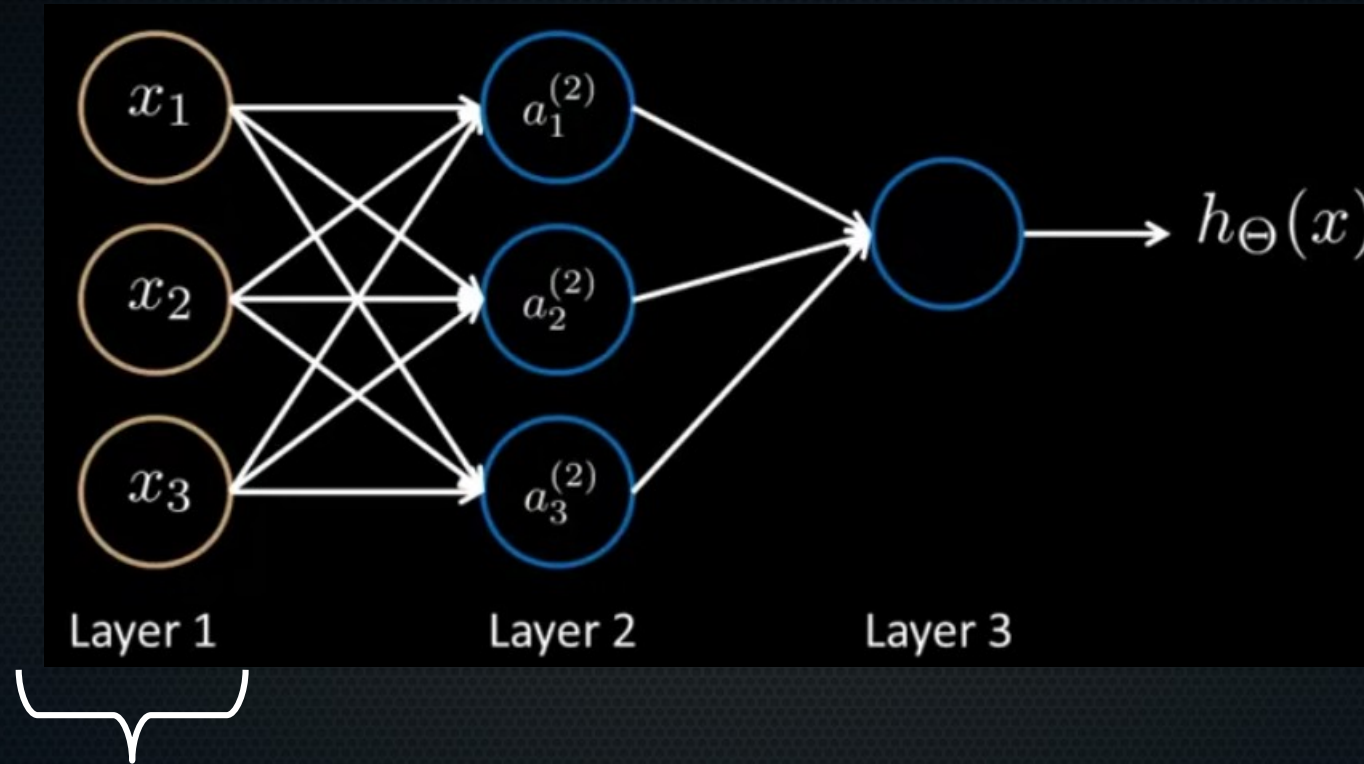 x₁
a₁⁽²⁾
x₂
a₂⁽²⁾
h_Θ(x)
x₃
a₃⁽²⁾
Layer 1 Layer 2 Layer 3